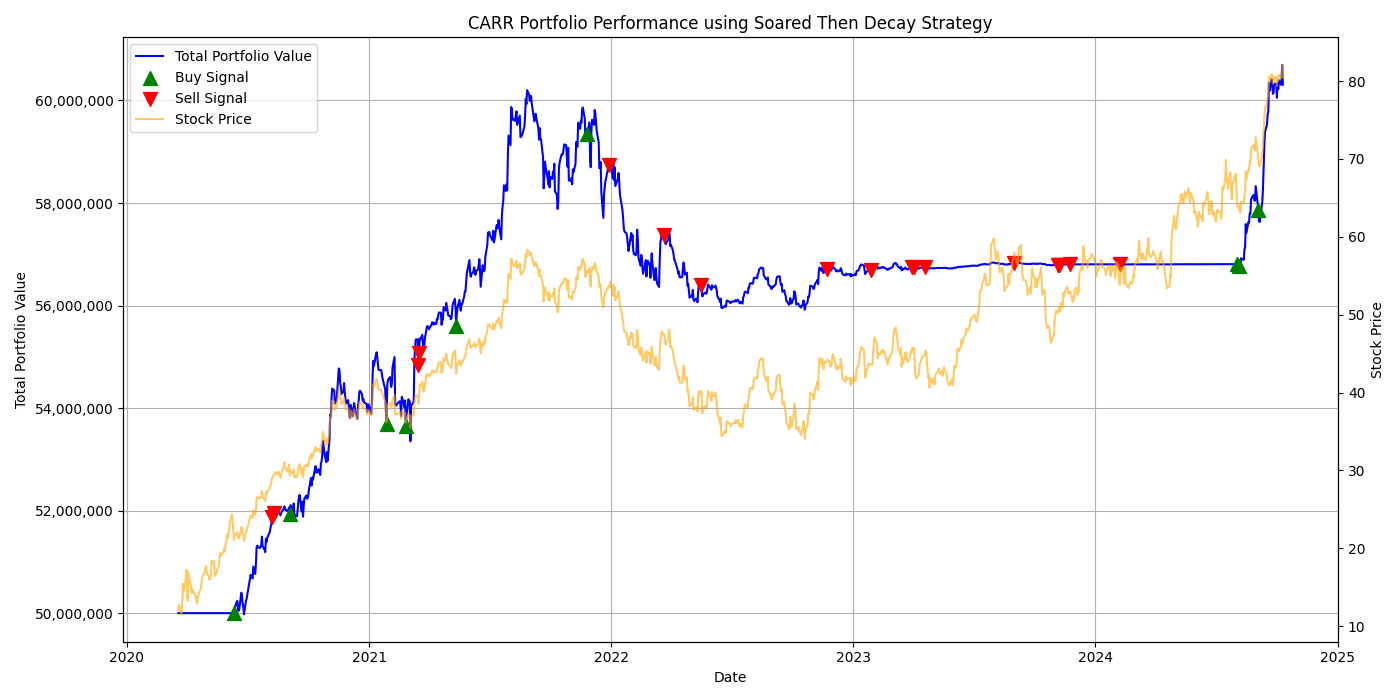 CARR Portfolio Performance using Soared Then Decay Strategy
Total Portfolio Value
Buy Signal
Sell Signal
Stock Price
60,000,000
58,000,000
56,000,000
54,000,000
52,000,000
50,000,000
Total Portfolio Value
80
70
60
50
40
30
20
10
Stock Price
2020
2021
2022
2023
2024
2025
Date